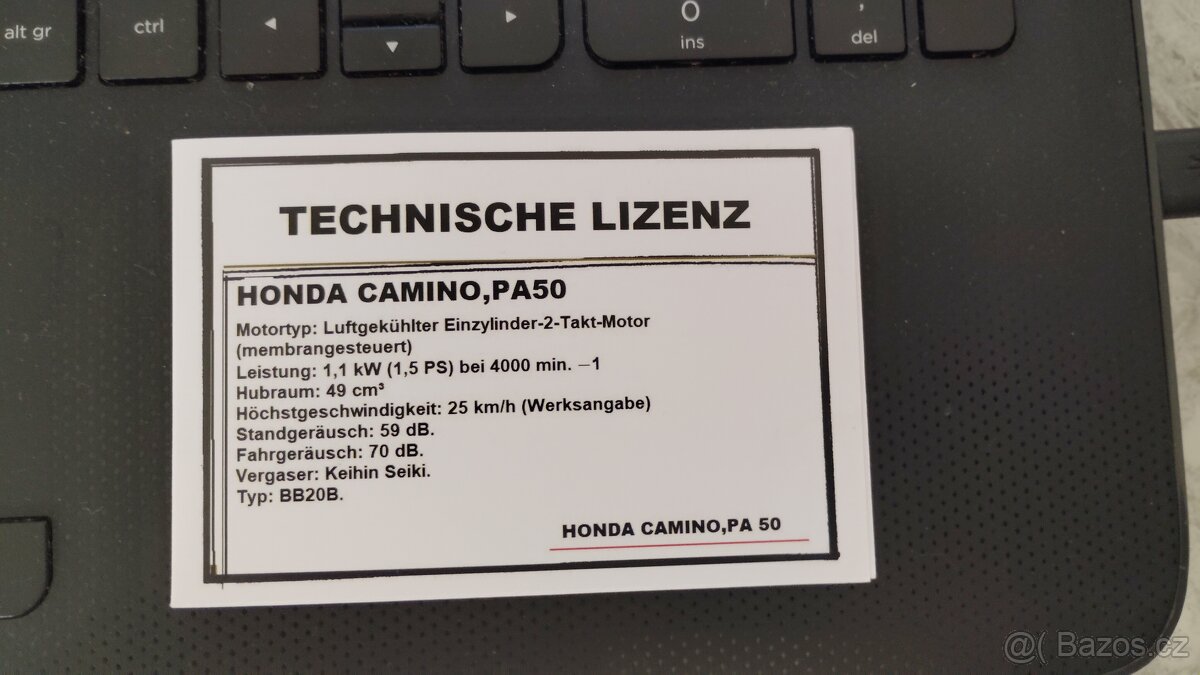 alt gr
ctrl
0
,
ins
del
TECHNISCHE LIZENZ
HONDA CAMINO,PA50
Motortyp: Luftgekühlter Einzylinder-2-Takt-Motor
(membrangesteuert)
Leistung: 1,1 kW (1,5 PS) bei 4000 min. –1
Hubraum: 49 cm³
Höchstgeschwindigkeit: 25 km/h (Werksangabe)
Standgeräusch: 59 dB.
Fahrgeräusch: 70 dB.
Vergaser: Keihin Seiki.
Typ: BB20B.
HONDA CAMINO,PA 50
@( Bazos.cz